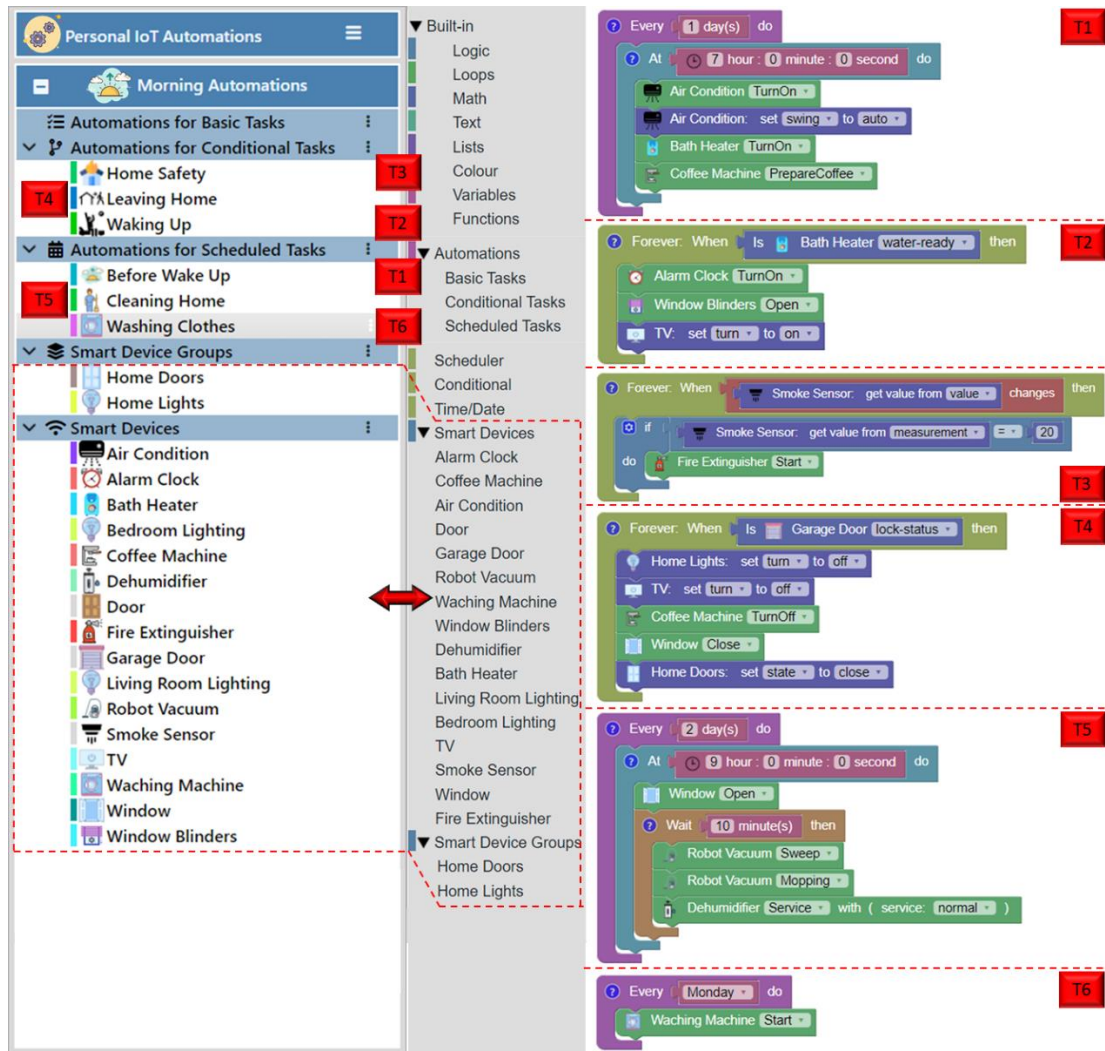 Personal IoT Automations
Morning Automations
Automations for Basic Tasks
Automations for Conditional Tasks
Home Safety
T4
Leaving Home
Waking Up
Automations for Scheduled Tasks
Before Wake Up
T5
Cleaning Home
Washing Clothes
Smart Device Groups
Home Doors
Home Lights
Smart Devices
Air Condition
Alarm Clock
Bath Heater
Bedroom Lighting
Coffee Machine
Dehumidifier
Door
Fire Extinguisher
Garage Door
Living Room Lighting
Robot Vacuum
Smoke Sensor
TV
Waching Machine
Window
Window Blinders
T3
T2
T1
T6
Built-in
Logic
Loops
Math
Text
Lists
Colour
Variables
Functions
Automations
Basic Tasks
Conditional Tasks
Scheduled Tasks
Scheduler
Conditional
Time/Date
Smart Devices
Alarm Clock
Coffee Machine
Air Condition
Door
Garage Door
Robot Vacuum
Waching Machine
Window Blinders
Dehumidifier
Bath Heater
Living Room Lighting
Bedroom Lighting
TV
Smoke Sensor
Window
Fire Extinguisher
Smart Device Groups
Home Doors
Home Lights
? Every 1 day(s) do
T1
? At 7 hour : 0 minute : 0 second do
Air Condition TurnOn
Air Condition: set swing to auto
Bath Heater TurnOn
Coffee Machine PrepareCoffee
? Forever: When Is Bath Heater water-ready then
T2
Alarm Clock TurnOn
Window Blinders Open
TV: set turn to on
? Forever: When Smoke Sensor: get value from value changes then
if Smoke Sensor: get value from measurement = 20
do Fire Extinguisher Start
T3
? Forever: When Is Garage Door lock-status then
T4
Home Lights: set turn to off
TV: set turn to off
Coffee Machine TurnOff
Window Close
Home Doors: set state to close
? Every 2 day(s) do
T5
? At 9 hour : 0 minute : 0 second do
Window Open
? Wait 10 minute(s) then
Robot Vacuum Sweep
Robot Vacuum Mopping
Dehumidifier Service with ( service: normal )
? Every Monday do
T6
Waching Machine Start